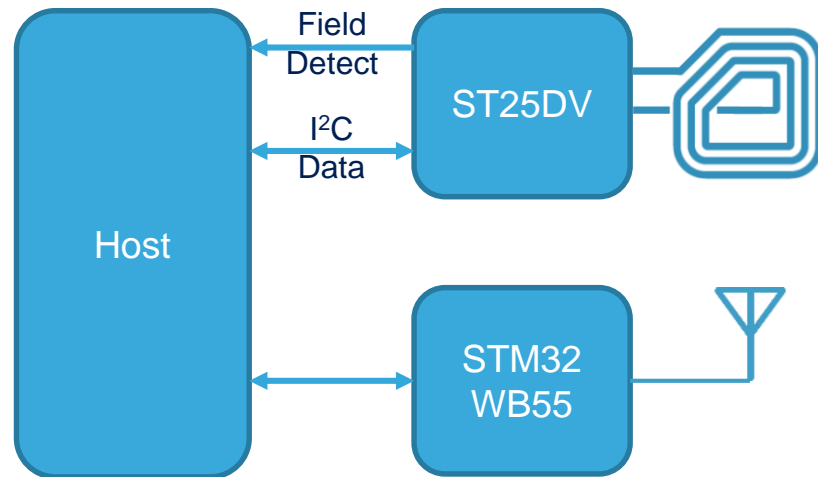 Field
Detect
ST25DV
I²C
Data
Host
STM32
WB55